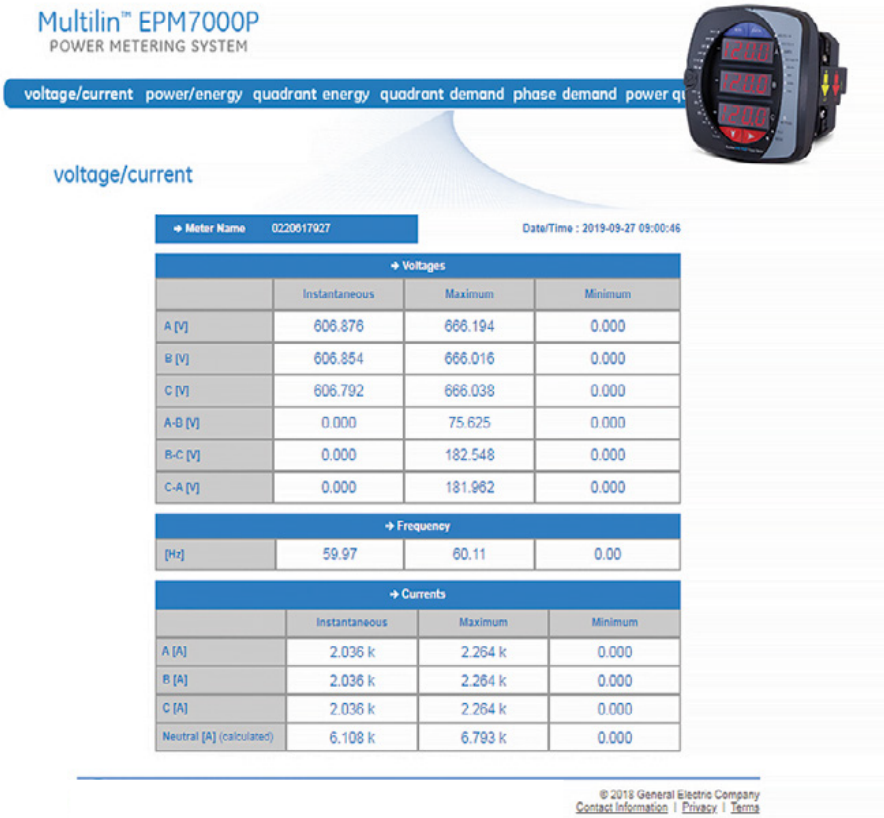 Multilin™ EPM7000P
POWER METERING SYSTEM
voltage/current power/energy quadrant energy quadrant demand phase demand power qu
120.0
120.0
120.0
voltage/current
→ Meter Name 0220617927 Date/Time : 2019-09-27 09:00:46
→ Voltages
Instantaneous Maximum Minimum
A [V] 606.876 666.194 0.000
B [V] 606.854 666.016 0.000
C [V] 606.792 666.038 0.000
A-B [V] 0.000 75.625 0.000
B-C [V] 0.000 182.548 0.000
C-A [V] 0.000 181.962 0.000
→ Frequency
[Hz] 59.97 60.11 0.00
→ Currents
Instantaneous Maximum Minimum
A [A] 2.036 k 2.264 k 0.000
B [A] 2.036 k 2.264 k 0.000
C [A] 2.036 k 2.264 k 0.000
Neutral [A] (calculated) 6.108 k 6.793 k 0.000
© 2018 General Electric Company
Contact Information | Privacy | Terms